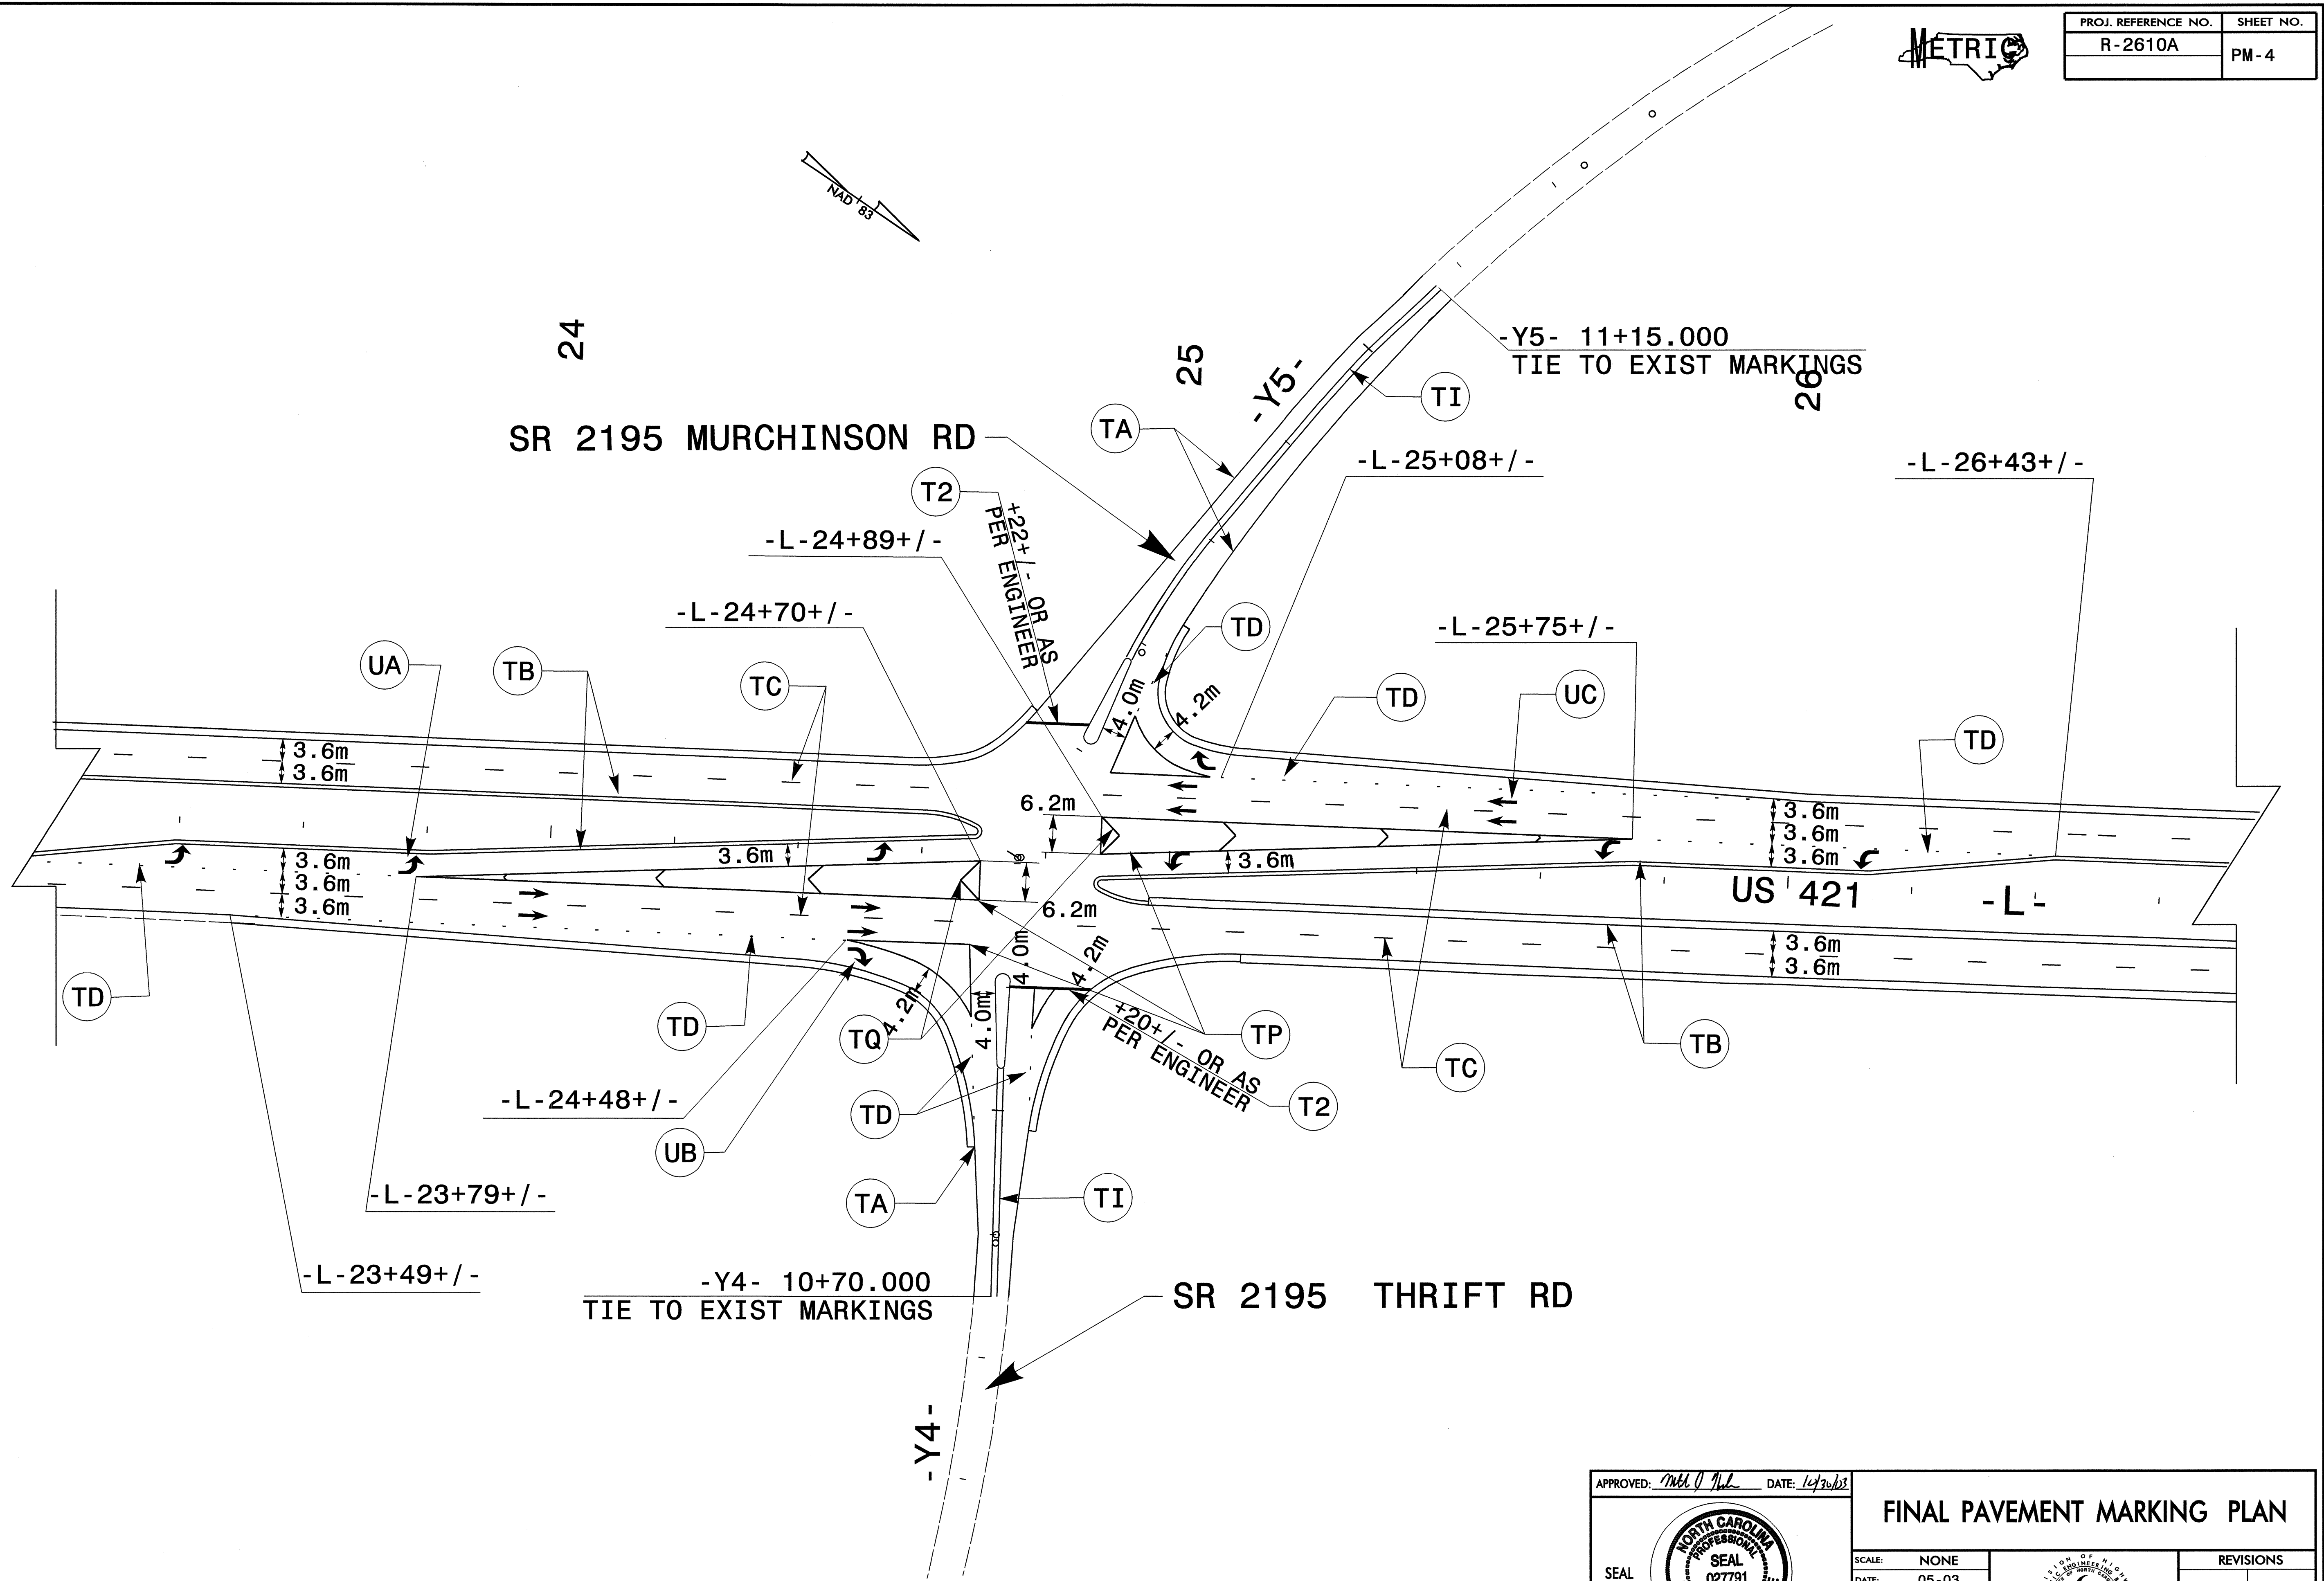 METRIC
PROJ. REFERENCE NO. SHEET NO.
R-2610A
PM-4
NAD 83
24
25
26
-Y5-
-Y5- 11+15.000
TIE TO EXIST MARKINGS
TI
TA
SR 2195 MURCHINSON RD
-L-25+08+/-
-L-26+43+/-
T2
+22+/- OR AS
PER ENGINEER
-L-24+89+/-
-L-24+70+/-
TD
-L-25+75+/-
UA
TB
TC
4.0m
4.2m
TD
UC
TD
3.6m
3.6m
6.2m
3.6m
3.6m
3.6m
3.6m
3.6m
3.6m
3.6m
3.6m
US 421
-L-
6.2m
3.6m
3.6m
TD
TD
4.2m
4.0m
4.0m
4.2m
TQ
TP
TB
TC
+20+/- OR AS
PER ENGINEER
T2
-L-24+48+/-
TD
UB
-L-23+79+/-
TA
TI
-L-23+49+/-
-Y4- 10+70.000
TIE TO EXIST MARKINGS
SR 2195 THRIFT RD
-Y4-
APPROVED: DATE: 12/30/03
FINAL PAVEMENT MARKING PLAN
NORTH CAROLINA
PROFESSIONAL
SEAL
SEAL
027791
SCALE: NONE
REVISIONS
DATE: 05-03